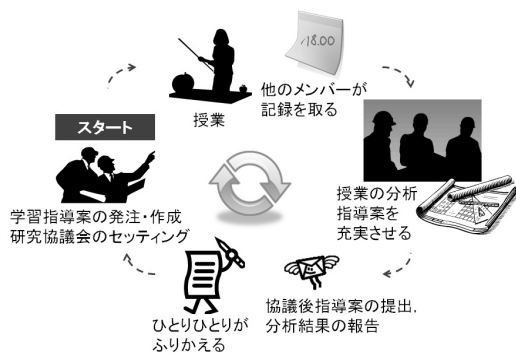 スタート
学習指導案の発注・作成
研究協議会のセッティング
授業
18.00
他のメンバーが
記録を取る
授業の分析
指導案を
充実させる
協議後指導案の提出,
分析結果の報告
ひとりひとりが
ふりかえる